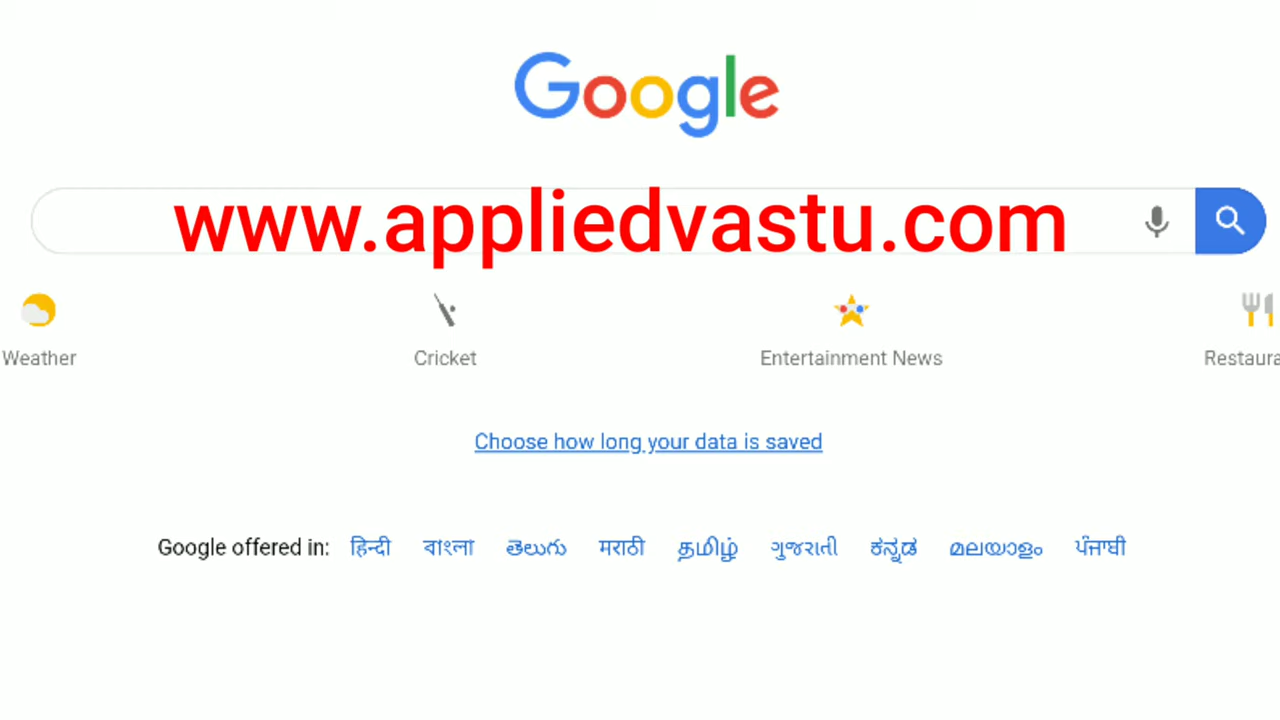 Google
www.appliedvastu.com
Weather Cricket Entertainment News Restaura
Choose how long your data is saved
Google offered in: हिन्दी বাংলা తెలుగు मराठी தமிழ் ગુજરાતી ಕನ್ನಡ മലയാളം ਪੰਜਾਬੀ